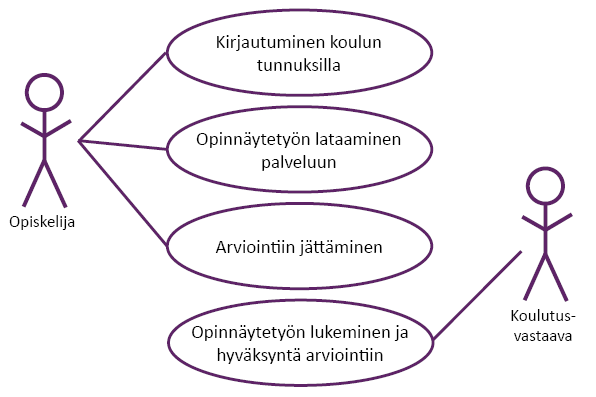 Kirjautuminen koulun
tunnuksilla
Opinnäytetyön lataaminen
palveluun
Opiskelija
Arviointiin jättäminen
Opinnäytetyön lukeminen ja
hyväksyntä arviointiin
Koulutus-
vastaava